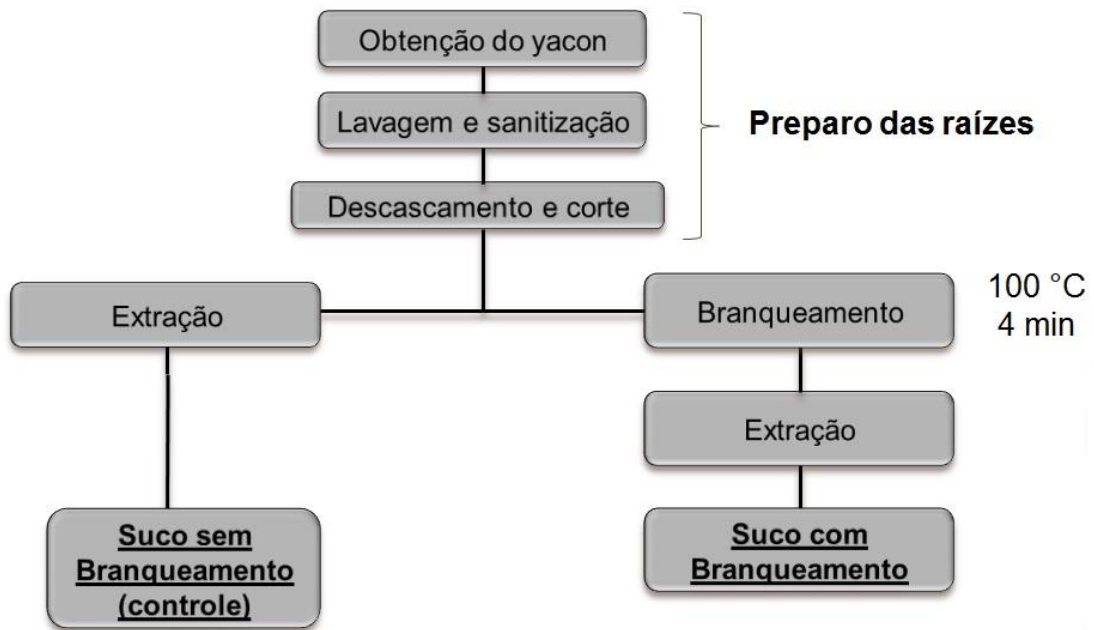 Obtenção do yacon
Lavagem e sanitização
Preparo das raízes
Descascamento e corte
Extração
Branqueamento
100 °C
4 min
Extração
Suco sem
Branqueamento
(controle)
Suco com
Branqueamento